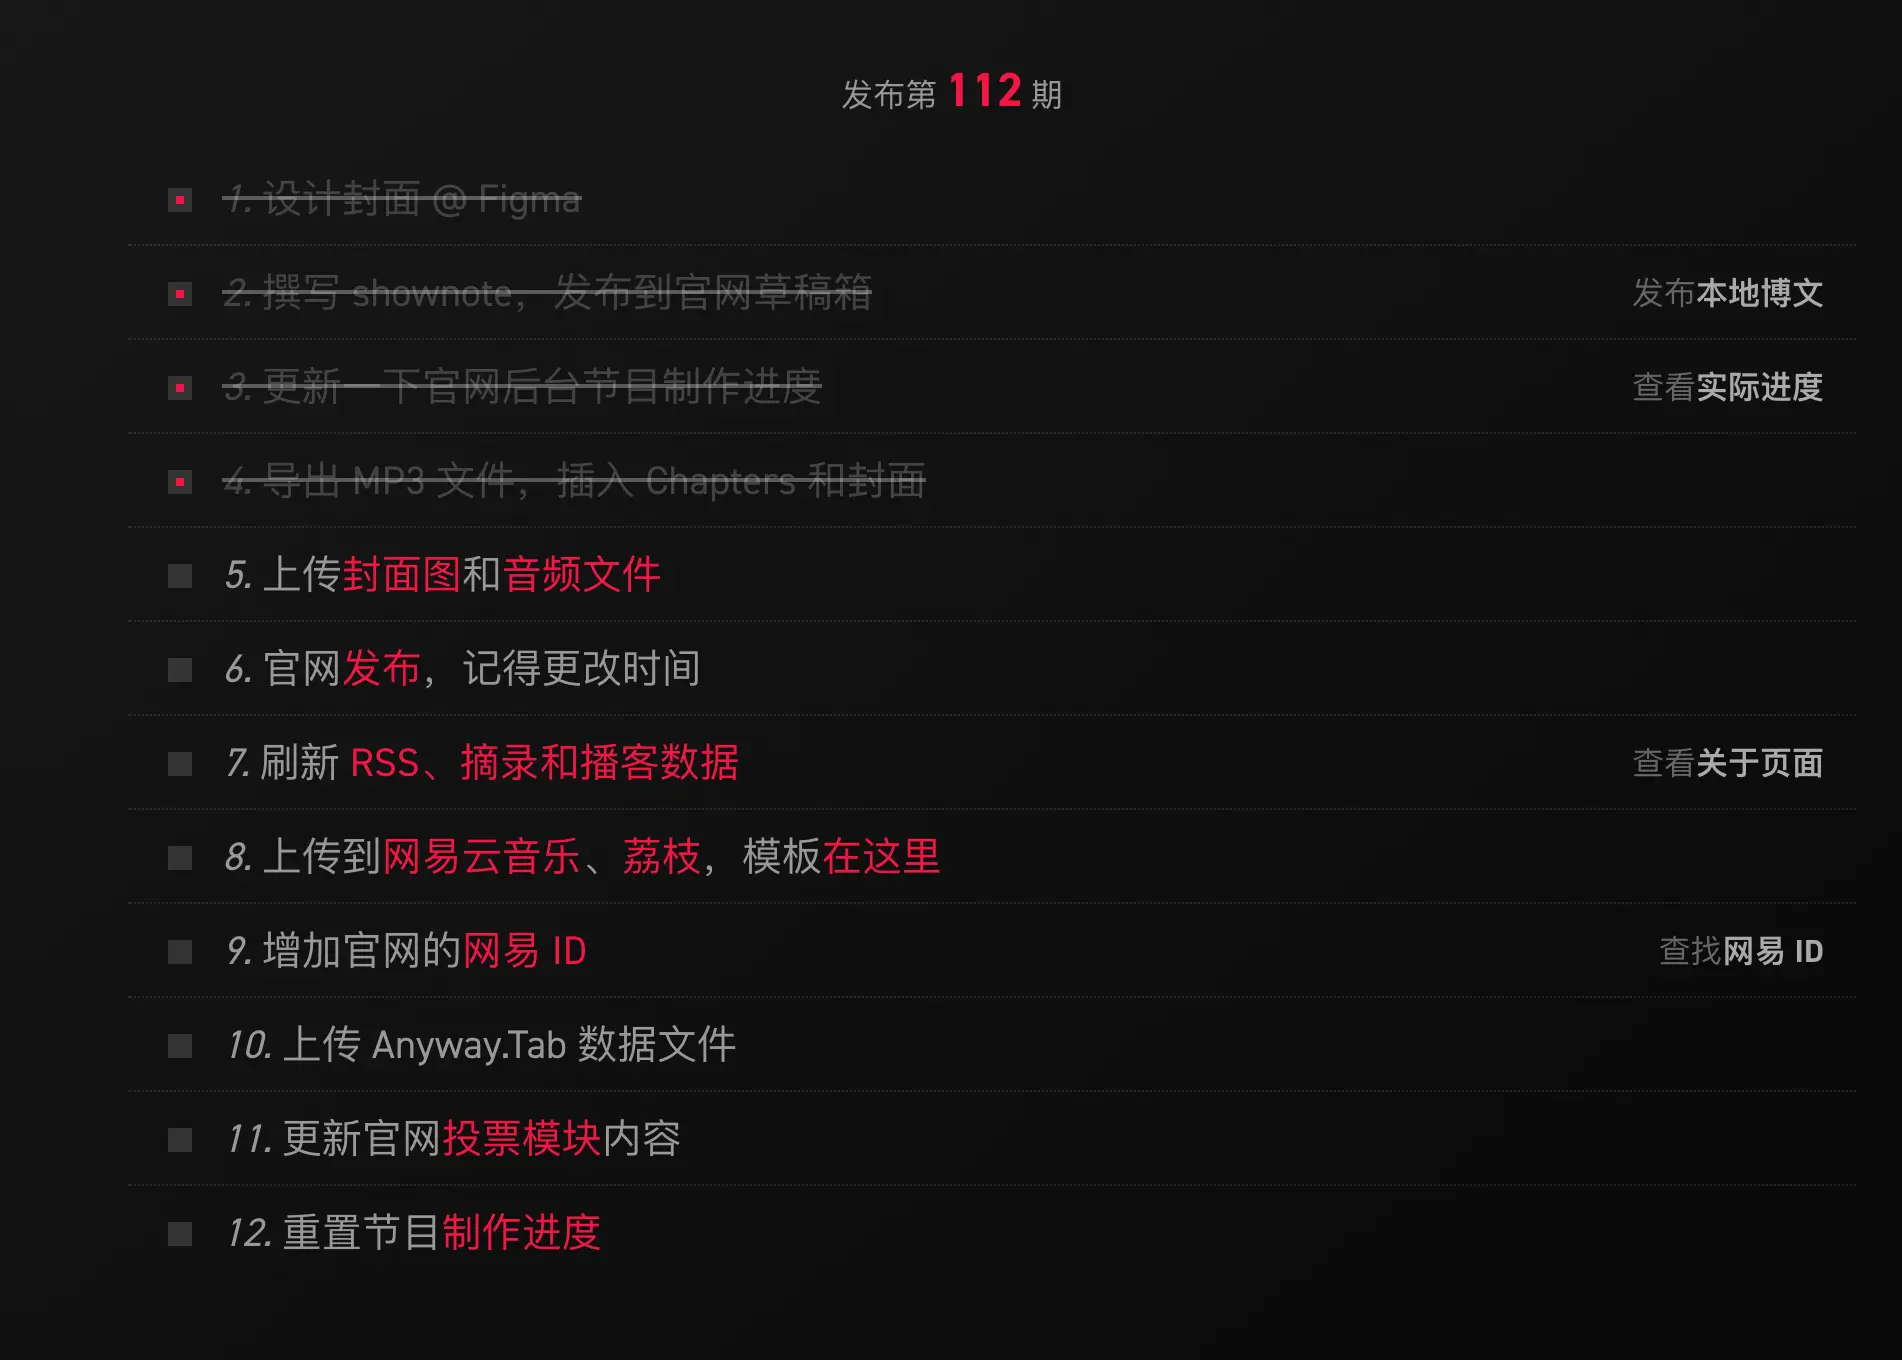 发布第 112 期
1. 设计封面 @ Figma
2. 撰写 shownote，发布到官网草稿箱
发布本地博文
3. 更新一下官网后台节目制作进度
查看实际进度
4. 导出 MP3 文件，插入 Chapters 和封面
5. 上传封面图和音频文件
6. 官网发布，记得更改时间
7. 刷新 RSS、摘录和播客数据
查看关于页面
8. 上传到网易云音乐、荔枝，模板在这里
9. 增加官网的网易 ID
查找网易 ID
10. 上传 Anyway.Tab 数据文件
11. 更新官网投票模块内容
12. 重置节目制作进度